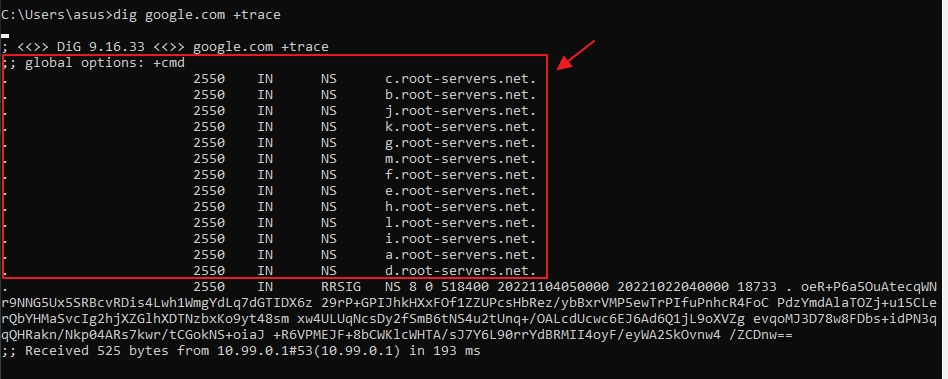 C:\Users\asus>dig google.com +trace
; <<>> DiG 9.16.33 <<>> google.com +trace
;; global options: +cmd
. 2550 IN NS c.root-servers.net.
. 2550 IN NS b.root-servers.net.
. 2550 IN NS j.root-servers.net.
. 2550 IN NS k.root-servers.net.
. 2550 IN NS g.root-servers.net.
. 2550 IN NS m.root-servers.net.
. 2550 IN NS f.root-servers.net.
. 2550 IN NS e.root-servers.net.
. 2550 IN NS h.root-servers.net.
. 2550 IN NS l.root-servers.net.
. 2550 IN NS i.root-servers.net.
. 2550 IN NS a.root-servers.net.
. 2550 IN NS d.root-servers.net.
. 2550 IN RRSIG NS 8 0 518400 20221104050000 20221022040000 18733 . oeR+P6a5OuAtecqWN
r9NNG5Ux5SRBcvRDis4Lwh1WmgYdLq7dGTIDX6z 29rP+GPIJhkHXxFOf1ZZUPcsHbRez/ybBxrVMP5ewTrPIfuPnhcR4FoC PdzYmdAlaTOZj+u15CLe
rQbYHMaSvcIg2hjXZGlhXDTNzbxKo9yt48sm xw4ULUqNcsDy2fSmB6tNS4u2tUnq+/OALcdUcwc6EJ6Ad6Q1jL9oXVZg evqoMJ3D78w8FDbs+idPN3q
qQHRakn/Nkp04ARs7kwr/tCGokNS+oiaJ +R6VPMEJF+8bCWKlcWHTA/sJ7Y6L90rrYdBRMII4oyF/eyWA2SkOvnw4 /ZCDnw==
;; Received 525 bytes from 10.99.0.1#53(10.99.0.1) in 193 ms